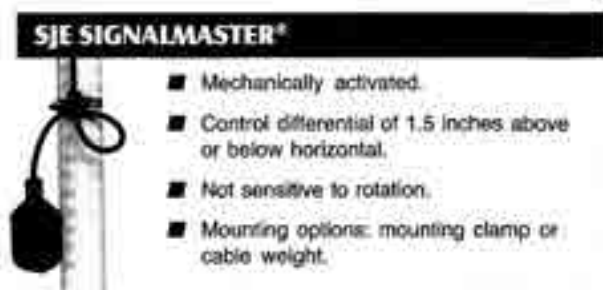 SJE SIGNALMASTER®
■ Mechanically activated.
■ Control differential of 1.5 inches above
or below horizontal.
■ Not sensitive to rotation.
■ Mounting options: mounting clamp or
cable weight.